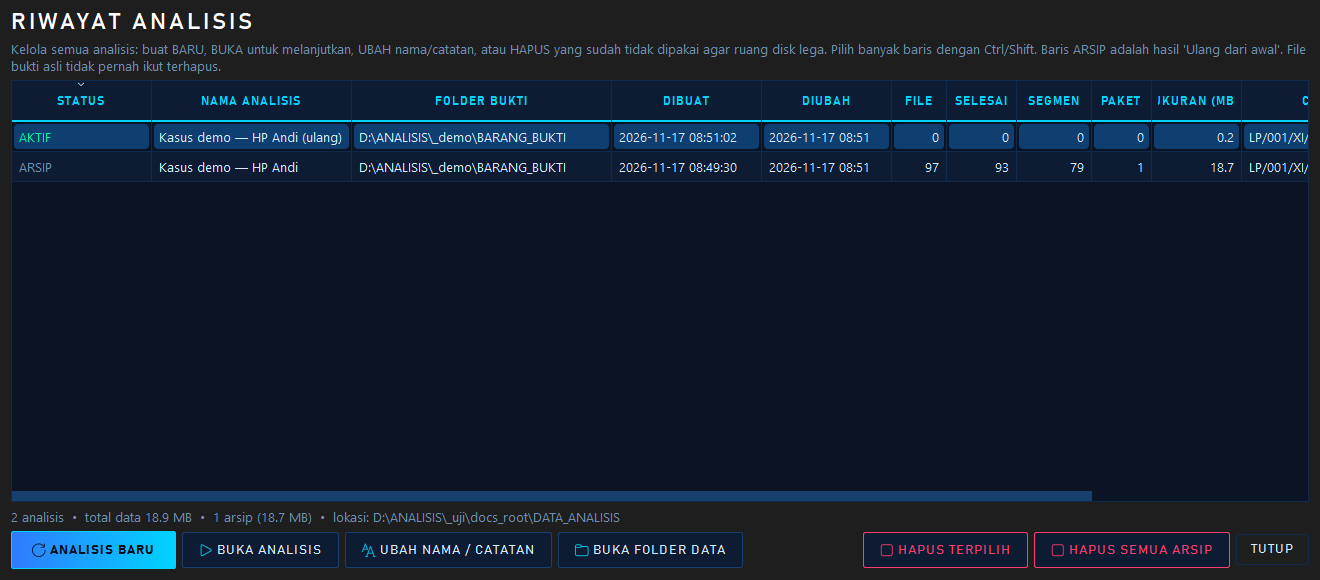 RIWAYAT ANALISIS
Kelola semua analisis: buat BARU, BUKA untuk melanjutkan, UBAH nama/catatan, atau HAPUS yang sudah tidak dipakai agar ruang disk lega. Pilih banyak baris dengan Ctrl/Shift. Baris ARSIP adalah hasil 'Ulang dari awal'. File
bukti asli tidak pernah ikut terhapus.
STATUS NAMA ANALISIS FOLDER BUKTI DIBUAT DIUBAH FILE SELESAI SEGMEN PAKET UKURAN (MB C
AKTIF Kasus demo — HP Andi (ulang) D:\ANALISIS\_demo\BARANG_BUKTI 2026-11-17 08:51:02 2026-11-17 08:51 0 0 0 0 0.2 LP/001/XI/
ARSIP Kasus demo — HP Andi D:\ANALISIS\_demo\BARANG_BUKTI 2026-11-17 08:49:30 2026-11-17 08:51 97 93 79 1 18.7 LP/001/XI/
2 analisis • total data 18.9 MB • 1 arsip (18.7 MB) • lokasi: D:\ANALISIS\_uji\docs_root\DATA_ANALISIS
ANALISIS BARU BUKA ANALISIS UBAH NAMA / CATATAN BUKA FOLDER DATA HAPUS TERPILIH HAPUS SEMUA ARSIP TUTUP